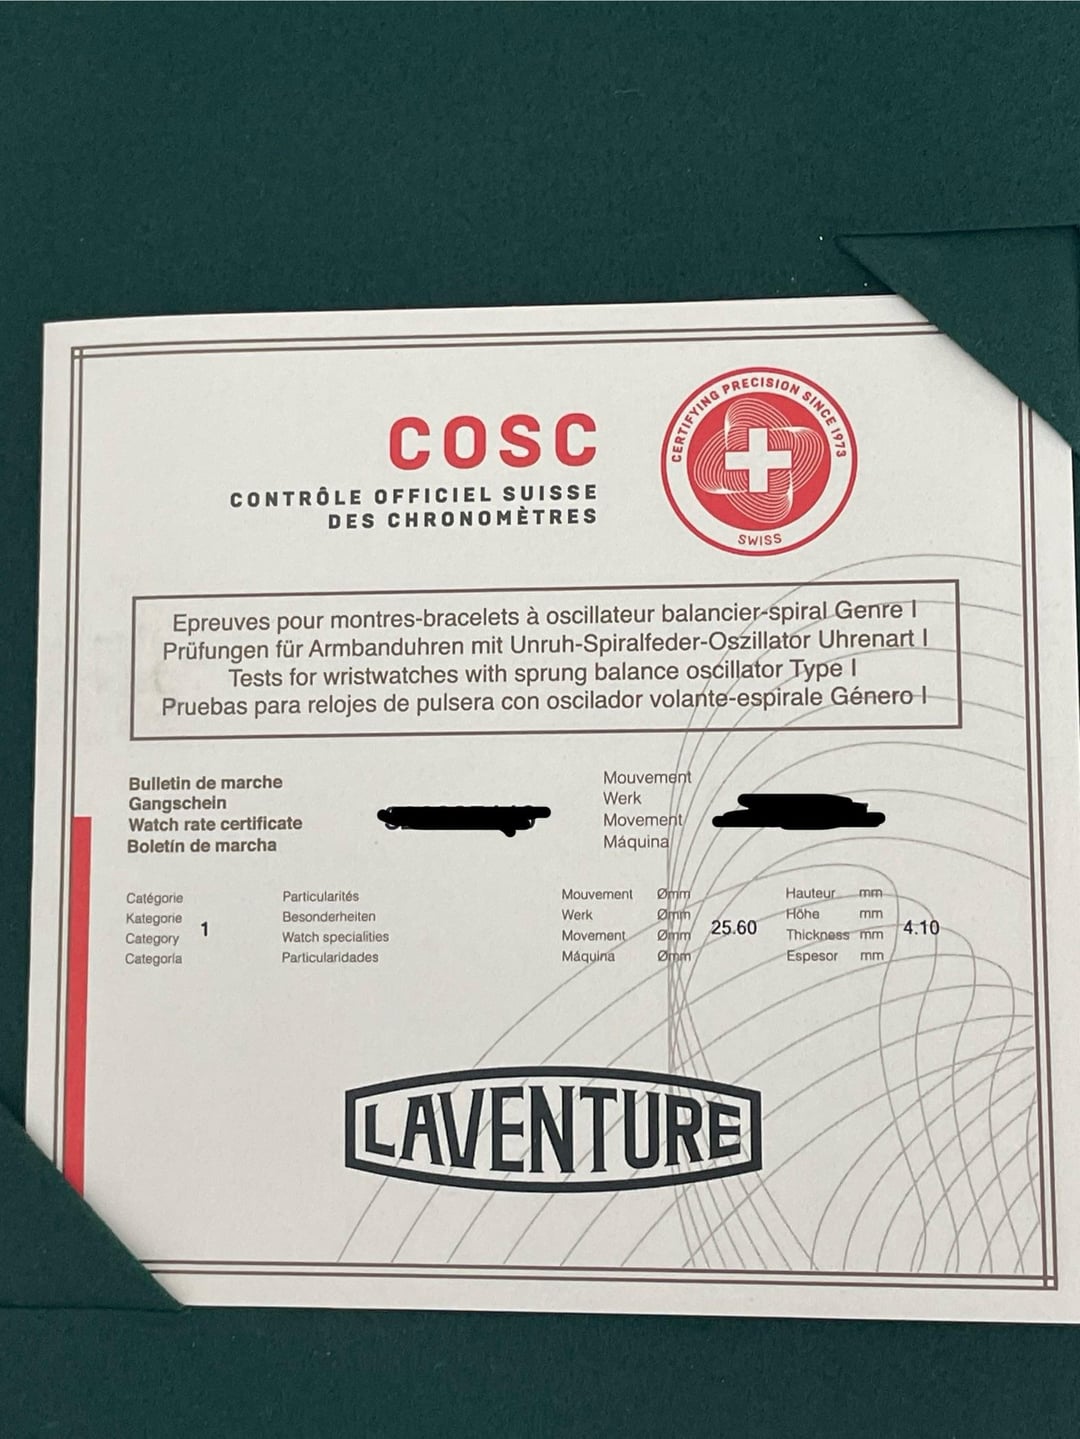 COSC
CONTRÔLE OFFICIEL SUISSE
DES CHRONOMÈTRES
CERTIFYING PRECISION SINCE 1973
SWISS
Epreuves pour montres-bracelets à oscillateur balancier-spiral Genre I
Prüfungen für Armbanduhren mit Unruh-Spiralfeder-Oszillator Uhrenart I
Tests for wristwatches with sprung balance oscillator Type I
Pruebas para relojes de pulsera con oscilador volante-espirale Género I
Bulletin de marche
Gangschein
Watch rate certificate
Boletín de marcha
Mouvement
Werk
Movement
Máquina
Catégorie
Kategorie
Category
Categoría
1
Particularités
Besonderheiten
Watch specialities
Particularidades
Mouvement Ømm
Werk Ømm
Movement Ømm
Máquina Ømm
25.60
Hauteur mm
Höhe mm
Thickness mm
Espesor mm
4.10
LAVENTURE